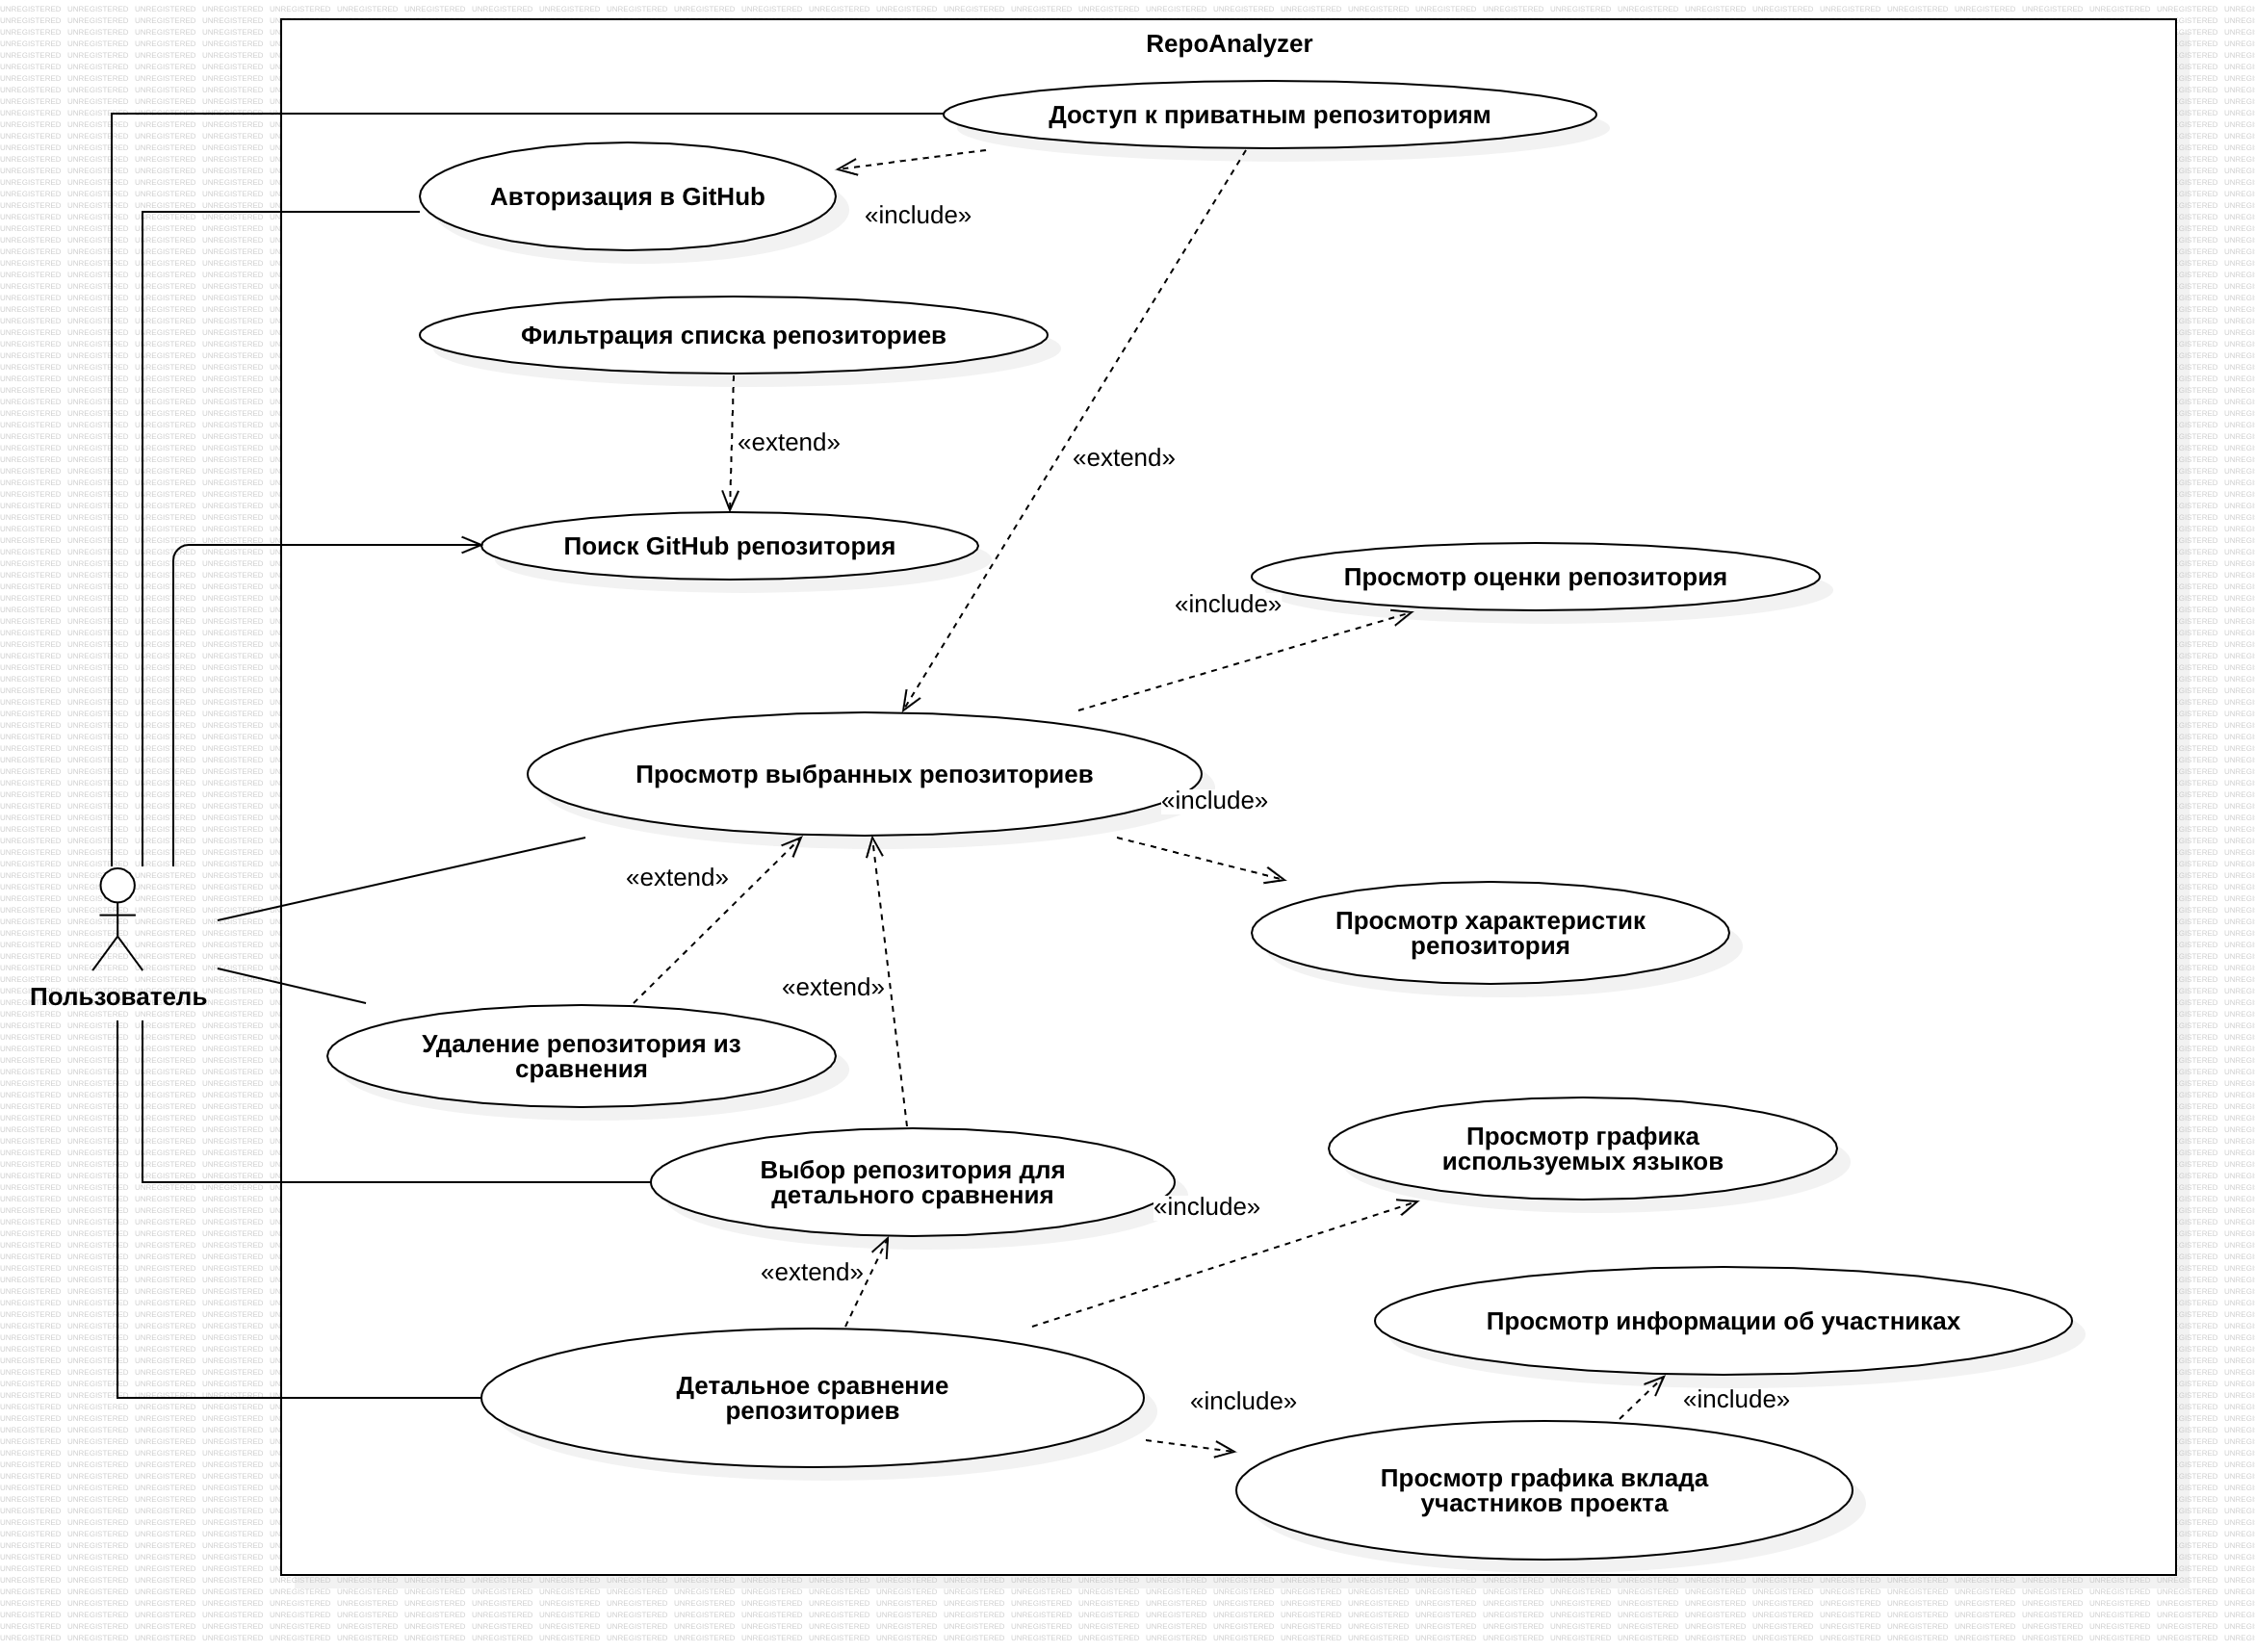 RepoAnalyzer
Доступ к приватным репозиториям
Авторизация в GitHub
«include»
Фильтрация списка репозиториев
«extend»
«extend»
Поиск GitHub репозитория
Просмотр оценки репозитория
«include»
Просмотр выбранных репозиториев
«include»
«extend»
Просмотр характеристик
репозитория
«extend»
Пользователь
Удаление репозитория из
сравнения
Просмотр графика
используемых языков
Выбор репозитория для
детального сравнения
«include»
«extend»
Просмотр информации об участниках
Детальное сравнение
репозиториев
«include»
«include»
Просмотр графика вклада
участников проекта
UNREGISTERED